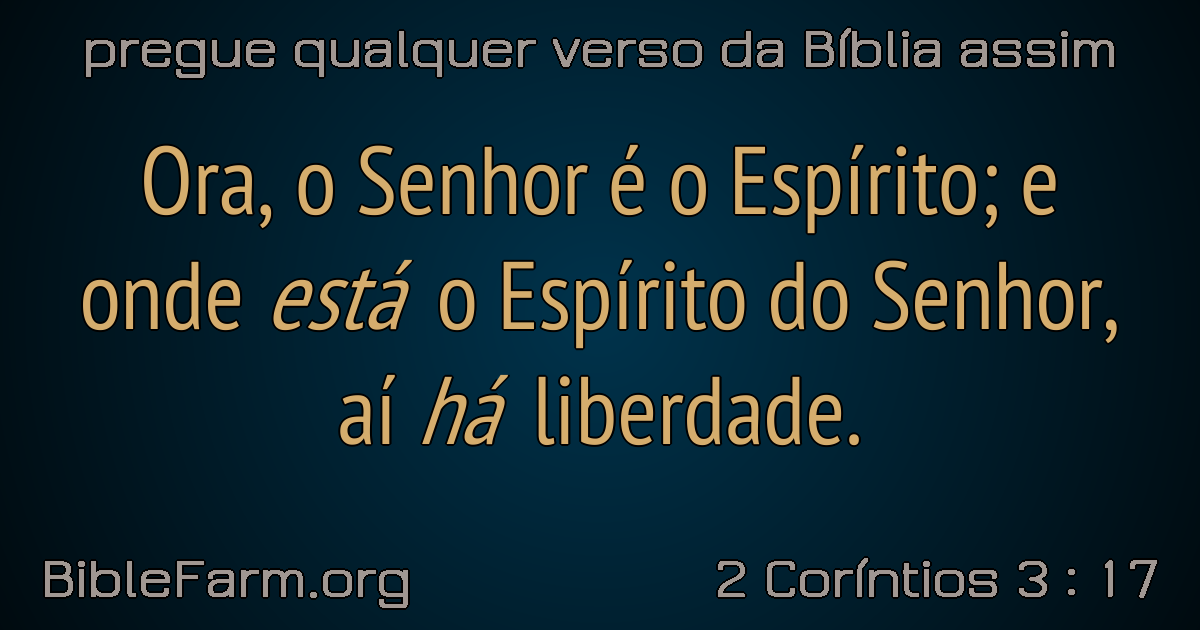 pregue qualquer verso da Bíblia assim
Ora, o Senhor é o Espírito; e
onde está o Espírito do Senhor,
aí há liberdade.
BibleFarm.org
2 Coríntios 3 : 17